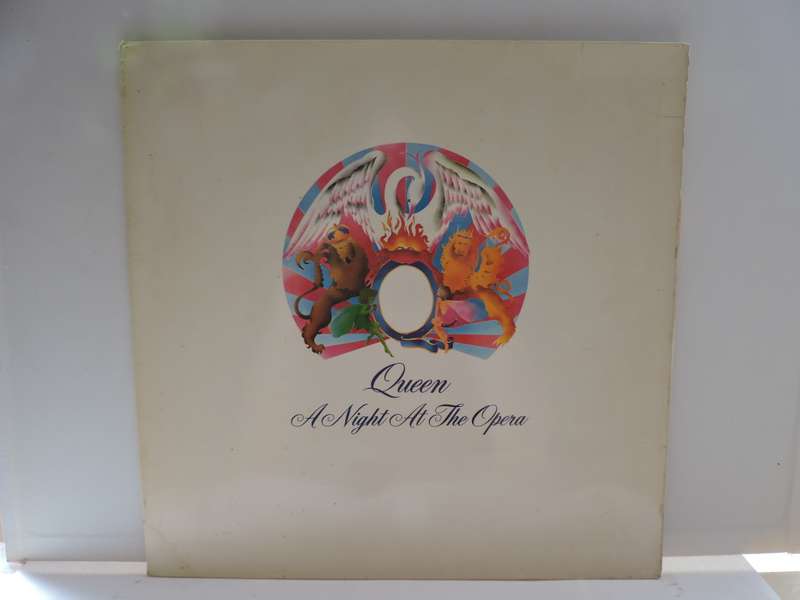 Queen
A Night At The Opera